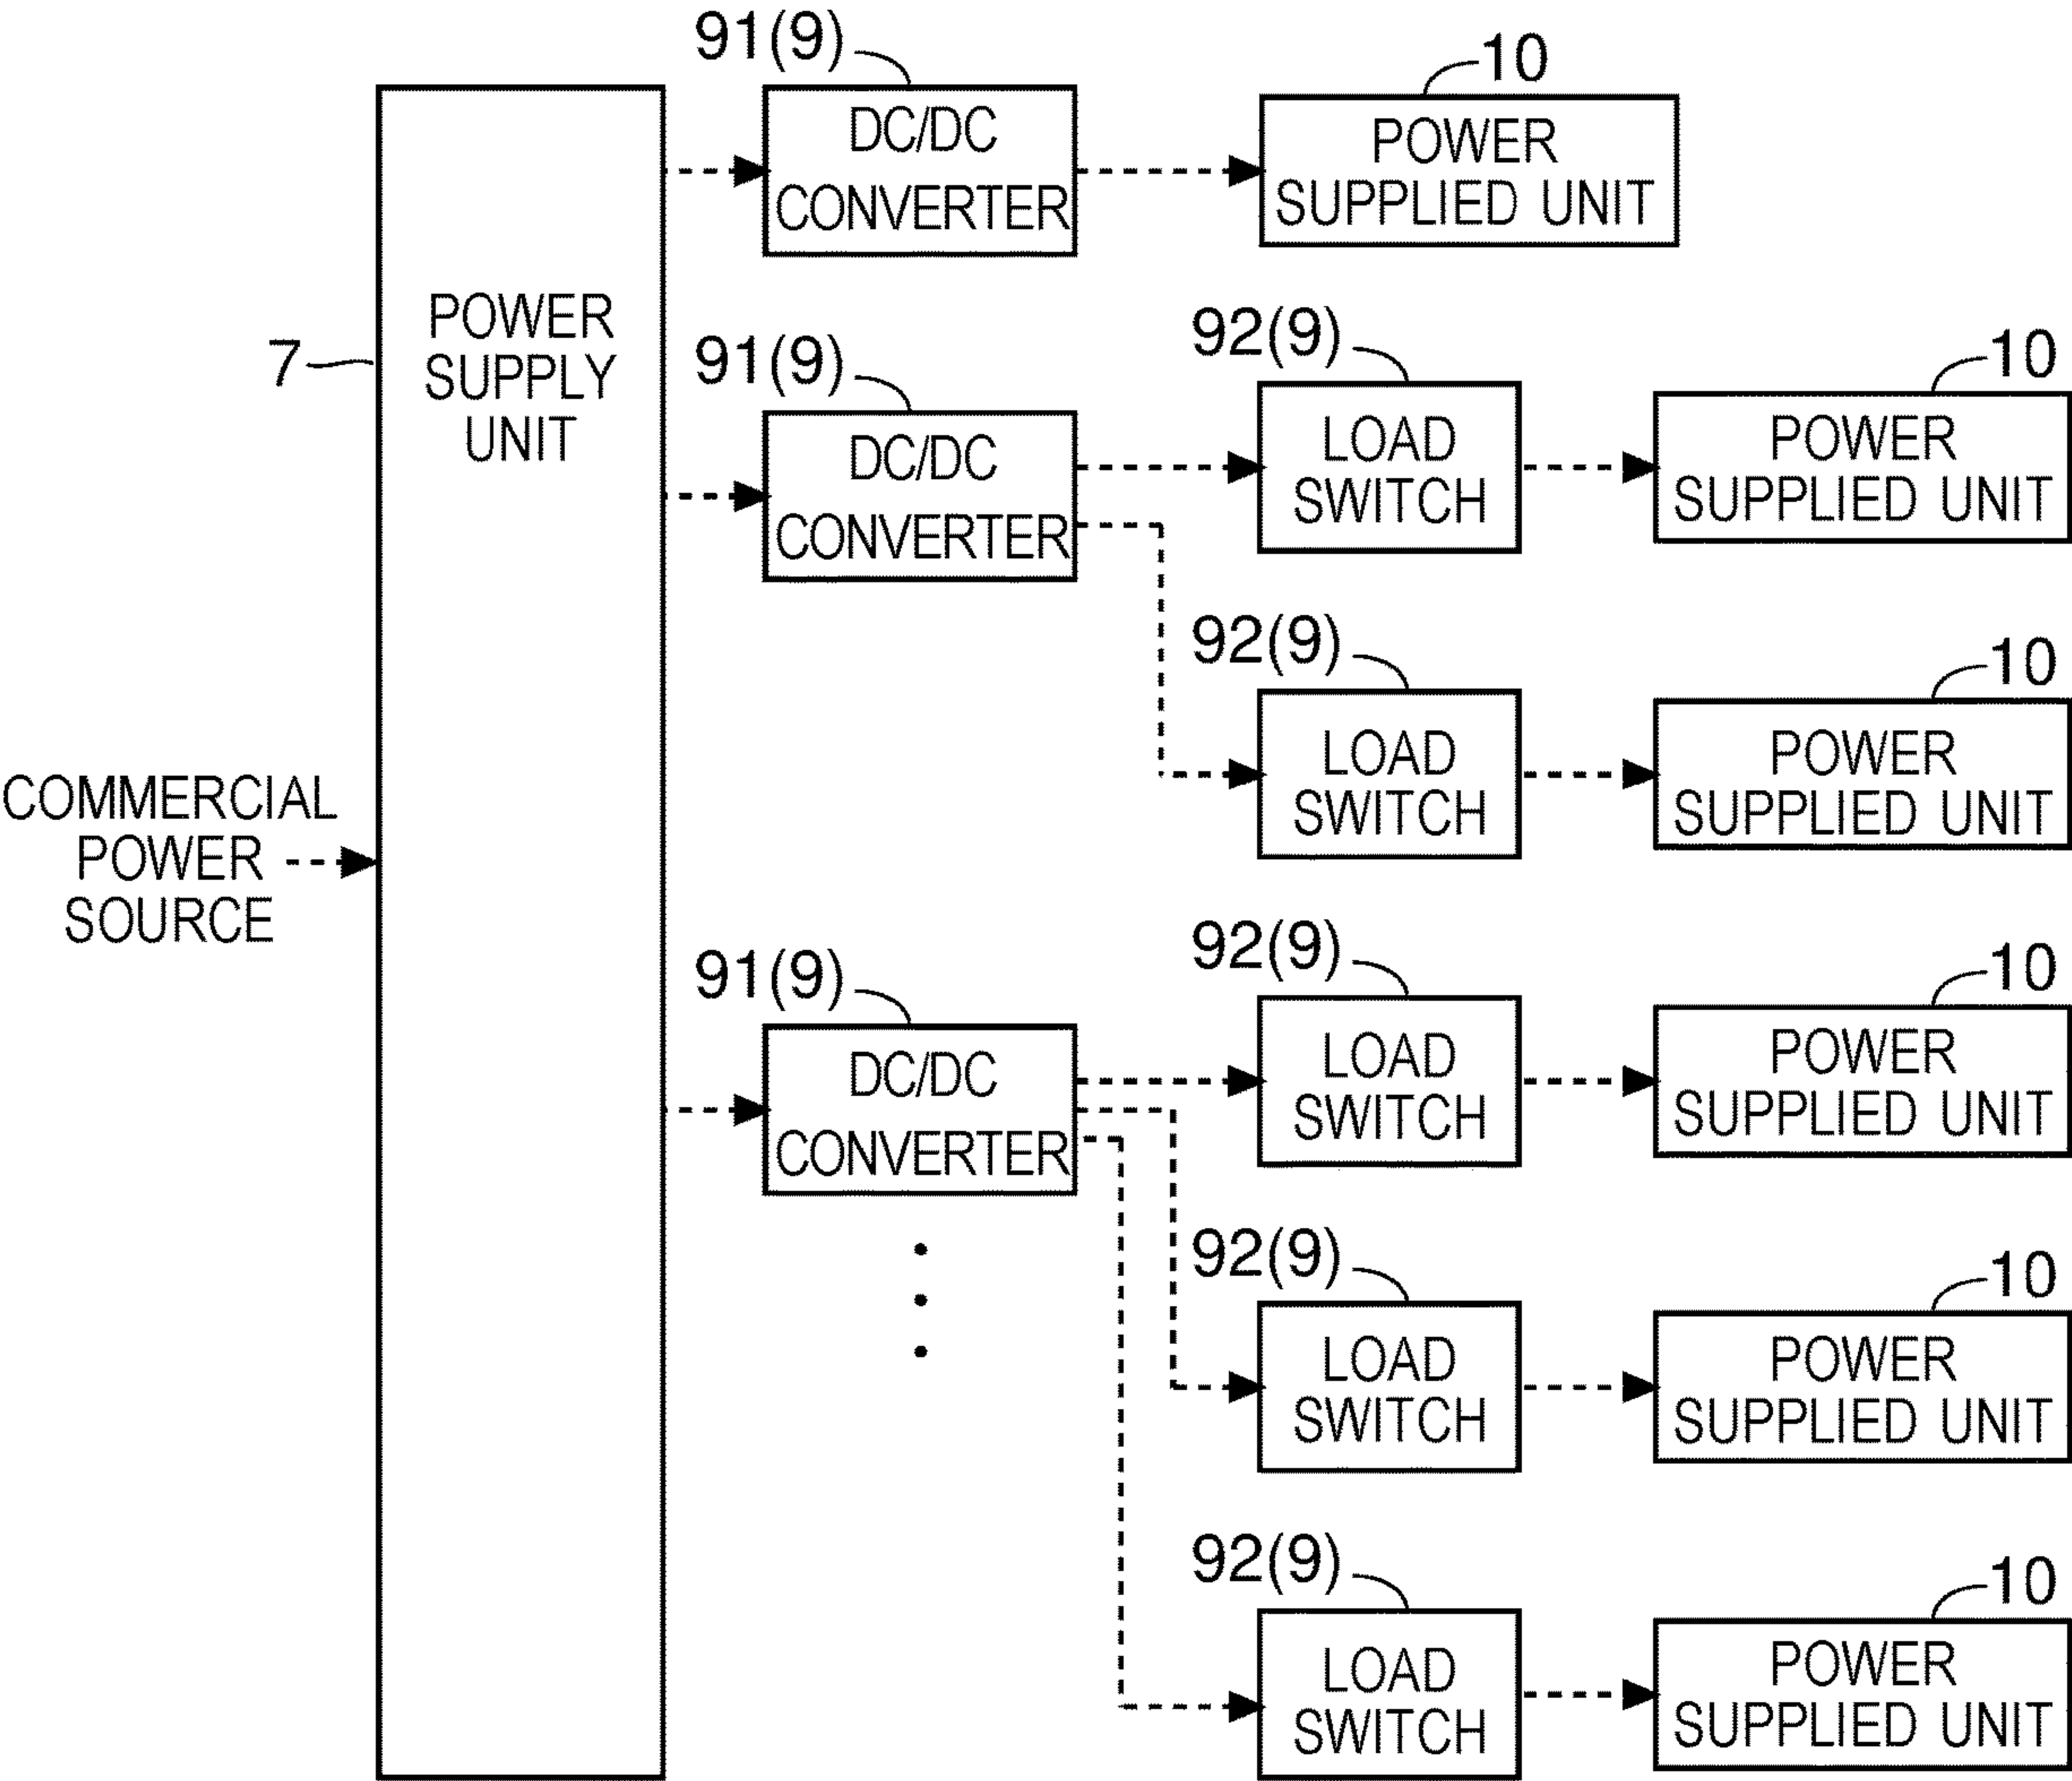 91(9)
DC/DC
CONVERTER
10
POWER
SUPPLIED UNIT
7
POWER
SUPPLY
UNIT
91(9)
DC/DC
CONVERTER
92(9)
LOAD
SWITCH
10
POWER
SUPPLIED UNIT
92(9)
LOAD
SWITCH
10
POWER
SUPPLIED UNIT
COMMERCIAL
POWER
SOURCE
91(9)
DC/DC
CONVERTER
92(9)
LOAD
SWITCH
10
POWER
SUPPLIED UNIT
92(9)
LOAD
SWITCH
10
POWER
SUPPLIED UNIT
92(9)
LOAD
SWITCH
10
POWER
SUPPLIED UNIT